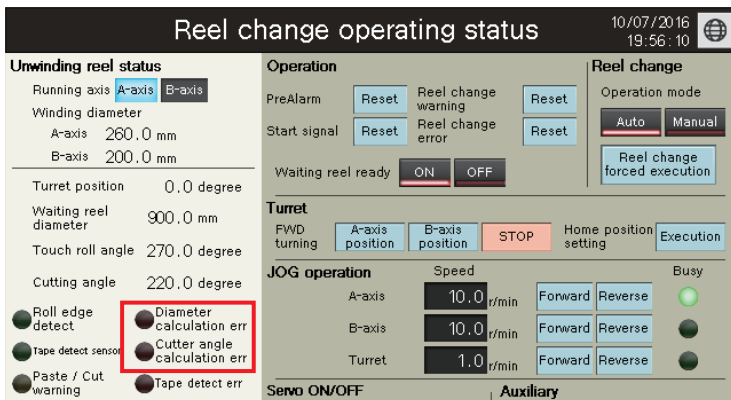 Reel change operating status
10/07/2016
19:56:10
Unwinding reel status
Running axis A-axis B-axis
Winding diameter
A-axis 260.0 mm
B-axis 200.0 mm
Turret position 0.0 degree
Waiting reel
diameter
900.0 mm
Touch roll angle 270.0 degree
Cutting angle 220.0 degree
Roll edge
detect
Diameter
calculation err
Tape detect sensor
Cutter angle
calculation err
Paste / Cut
warning
Tape detect err
Operation
PreAlarm Reset
Reel change
warning
Reset
Start signal Reset
Reel change
error
Reset
Waiting reel ready ON OFF
Reel change
Operation mode
Auto Manual
Reel change
forced execution
Turret
FWD
turning
A-axis
position
B-axis
position
STOP
Home position
setting
Execution
JOG operation Speed Busy
A-axis 10.0 r/min Forward Reverse
B-axis 10.0 r/min Forward Reverse
Turret 1.0 r/min Forward Reverse
Servo ON/OFF
Auxiliary